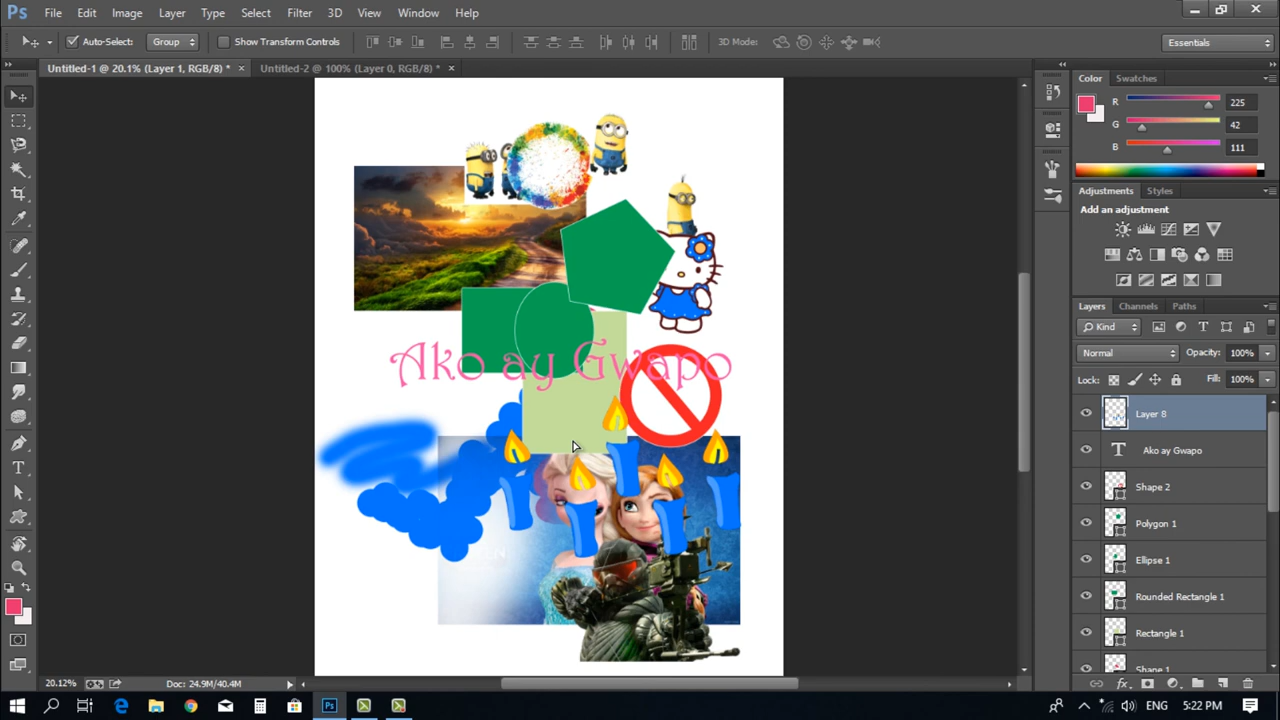 Ps File Edit Image Layer Type Select Filter 3D View Window Help
Auto-Select: Group Show Transform Controls 3D Mode: Essentials
Untitled-1 @ 20.1% (Layer 1, RGB/8) * × Untitled-2 @ 100% (Layer 0, RGB/8) * ×
Color Swatches
R 225
G 42
B 111
Adjustments Styles
Add an adjustment
Layers Channels Paths
Kind
Normal Opacity: 100%
Lock: Fill: 100%
Layer 8
T Ako ay Gwapo
Shape 2
Polygon 1
Ellipse 1
Rounded Rectangle 1
Rectangle 1
Shape 1
Ako ay Gwapo
20.12% Doc: 24.9M/40.4M
ENG 5:22 PM